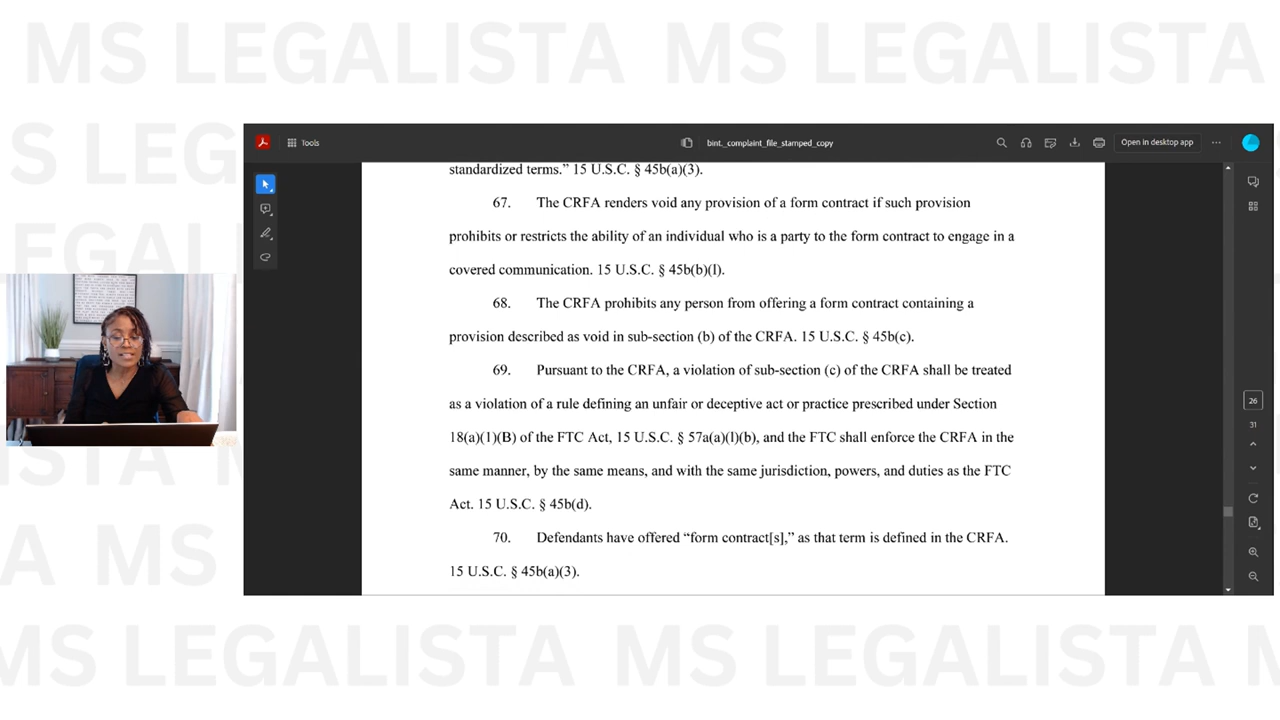 MS LEGALISTA MS LEGALISTA
S LEG
EGALI
ISTA M
A MS
MS LEGALISTA MS LEGALISTA MS
Tools
bint._complaint_file_stamped_copy
Open in desktop app
standardized terms.” 15 U.S.C. § 45b(a)(3).
67. The CRFA renders void any provision of a form contract if such provision
prohibits or restricts the ability of an individual who is a party to the form contract to engage in a
covered communication. 15 U.S.C. § 45b(b)(l).
68. The CRFA prohibits any person from offering a form contract containing a
provision described as void in sub-section (b) of the CRFA. 15 U.S.C. § 45b(c).
69. Pursuant to the CRFA, a violation of sub-section (c) of the CRFA shall be treated
as a violation of a rule defining an unfair or deceptive act or practice prescribed under Section
18(a)(1)(B) of the FTC Act, 15 U.S.C. § 57a(a)(l)(b), and the FTC shall enforce the CRFA in the
same manner, by the same means, and with the same jurisdiction, powers, and duties as the FTC
Act. 15 U.S.C. § 45b(d).
70. Defendants have offered “form contract[s],” as that term is defined in the CRFA.
15 U.S.C. § 45b(a)(3).
26
31